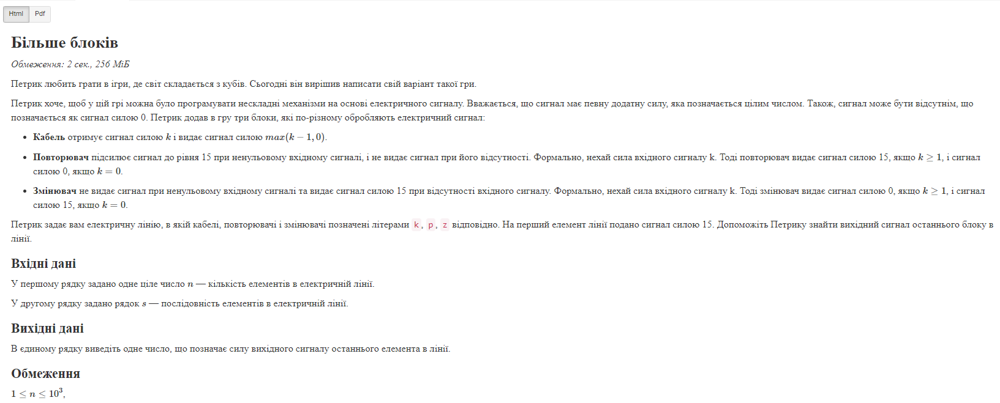 Html Pdf
Більше блоків
Обмеження: 2 сек., 256 МіБ
Петрик любить грати в ігри, де світ складається з кубів. Сьогодні він вирішив написати свій варіант такої гри.
Петрик хоче, щоб у цій грі можна було програмувати нескладні механізми на основі електричного сигналу. Вважається, що сигнал має певну додатну силу, яка позначається цілим числом. Також, сигнал може бути відсутнім, що
позначається як сигнал силою 0. Петрик додав в гру три блоки, які по-різному обробляють електричний сигнал:
• Кабель отримує сигнал силою k і видає сигнал силою max(k − 1, 0).
• Повторювач підсилює сигнал до рівня 15 при ненульовому вхідному сигналі, і не видає сигнал при його відсутності. Формально, нехай сила вхідного сигналу k. Тоді повторювач видає сигнал силою 15, якщо k ≥ 1, і сигнал
силою 0, якщо k = 0.
• Змінювач не видає сигнал при ненульовому вхідному сигналі та видає сигнал силою 15 при відсутності вхідного сигналу. Формально, нехай сила вхідного сигналу k. Тоді змінювач видає сигнал силою 0, якщо k ≥ 1, і сигнал
силою 15, якщо k = 0.
Петрик задає вам електричну лінію, в якій кабелі, повторювачі і змінювачі позначені літерами k, p, z відповідно. На перший елемент лінії подано сигнал силою 15. Допоможіть Петрику знайти вихідний сигнал останнього блоку в
лінії.
Вхідні дані
У першому рядку задано одне ціле число n — кількість елементів в електричній лінії.
У другому рядку задано рядок s — послідовність елементів в електричній лінії.
Вихідні дані
В єдиному рядку виведіть одне число, що позначає силу вихідного сигналу останнього елемента в лінії.
Обмеження
1 ≤ n ≤ 10³,